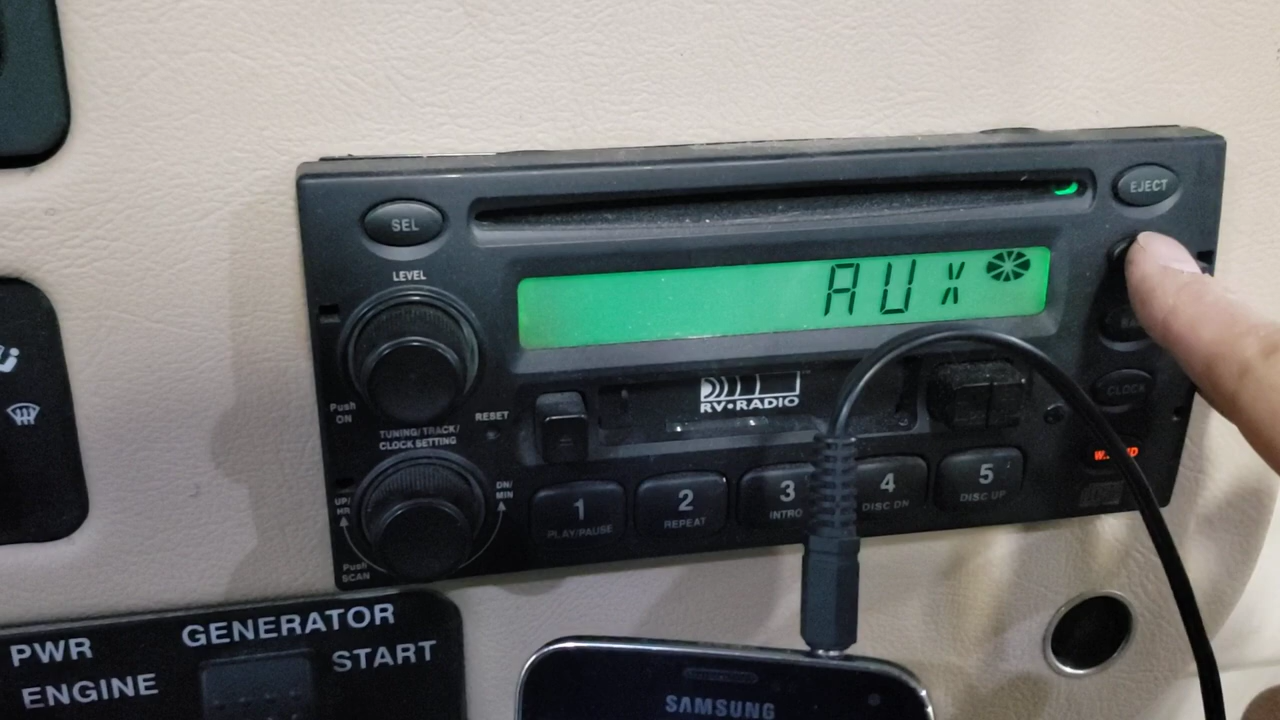 EJECT
SEL
LEVEL
AUX
RV•RADIO
Push
ON
RESET
CLOCK
TUNING/TRACK/
CLOCK SETTING
UP/
HR
DN/
MIN
1
PLAY/PAUSE
2
REPEAT
3
INTRO
4
DISC DN
5
DISC UP
Push
SCAN
PWR
GENERATOR
ENGINE
START
SAMSUNG